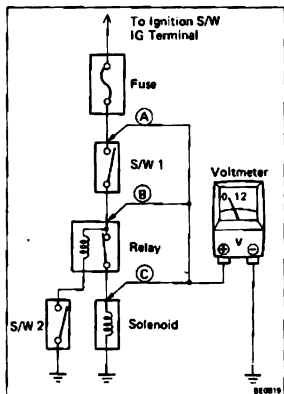 To Ignition S/W
IG Terminal
Fuse
A
S/W 1
Voltmeter
0 12
V
B
Relay
C
S/W 2
Solenoid
BE0819